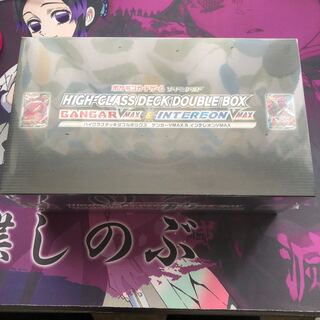 ポケモンカードゲーム ソード&シールド
HIGH-CLASS DECK DOUBLE BOX
GANGAR VMAX & INTEREON VMAX
ハイクラスデッキダブルボックス ゲンガーVMAX & インテレオンVMAX
しのぶ
滅